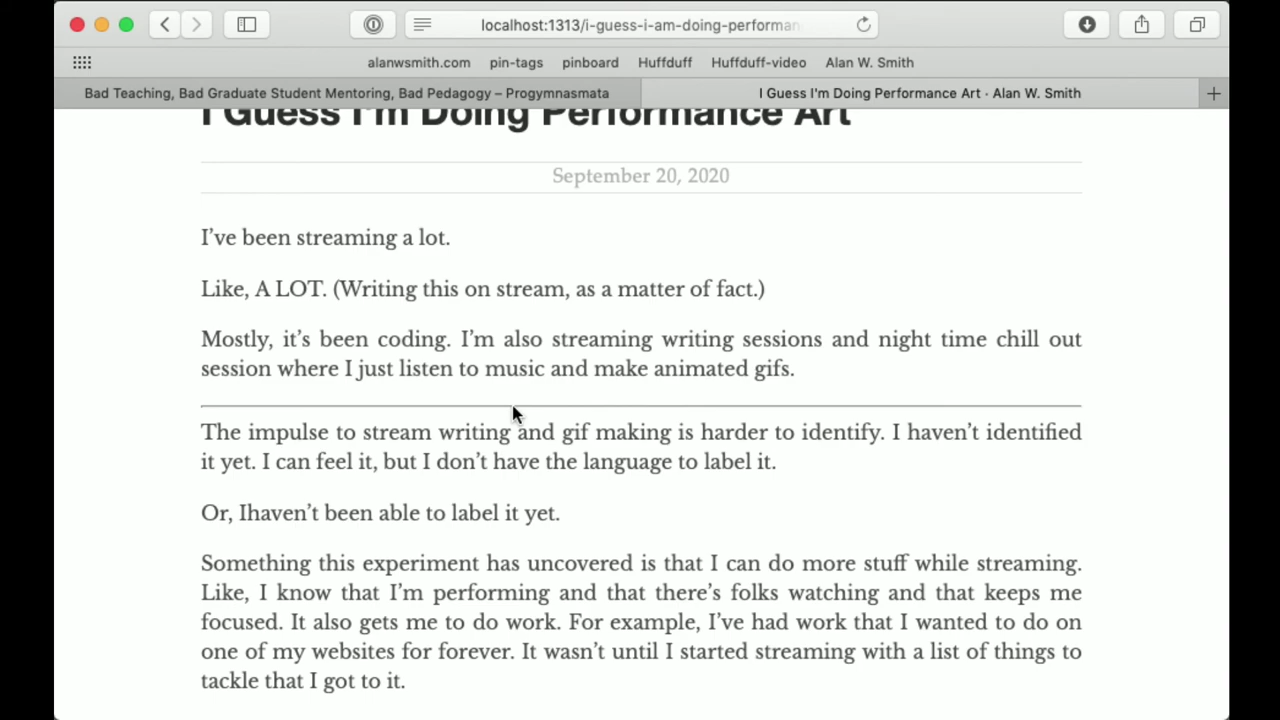 localhost:1313/i-guess-i-am-doing-performan
alanwsmith.com pin-tags pinboard Huffduff Huffduff-video Alan W. Smith
Bad Teaching, Bad Graduate Student Mentoring, Bad Pedagogy – Progymnasmata
I Guess I'm Doing Performance Art · Alan W. Smith
I Guess I'm Doing Performance Art
September 20, 2020
I’ve been streaming a lot.
Like, A LOT. (Writing this on stream, as a matter of fact.)
Mostly, it’s been coding. I’m also streaming writing sessions and night time chill out
session where I just listen to music and make animated gifs.
The impulse to stream writing and gif making is harder to identify. I haven’t identified
it yet. I can feel it, but I don’t have the language to label it.
Or, Ihaven’t been able to label it yet.
Something this experiment has uncovered is that I can do more stuff while streaming.
Like, I know that I’m performing and that there’s folks watching and that keeps me
focused. It also gets me to do work. For example, I’ve had work that I wanted to do on
one of my websites for forever. It wasn’t until I started streaming with a list of things to
tackle that I got to it.